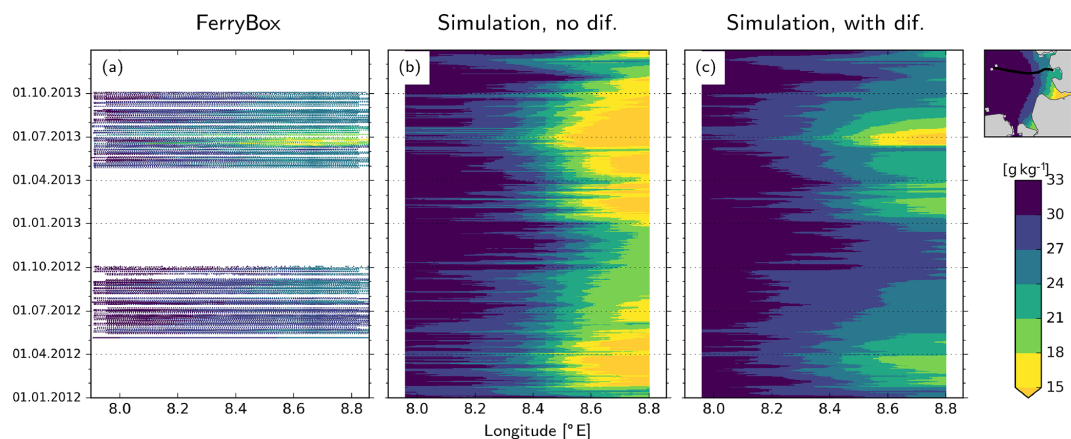 FerryBox
Simulation, no dif.
Simulation, with dif.
(a)
(b)
(c)
01.10.2013
01.07.2013
01.04.2013
01.01.2013
01.10.2012
01.07.2012
01.04.2012
01.01.2012
8.0 8.2 8.4 8.6 8.8
8.0 8.2 8.4 8.6 8.8
8.0 8.2 8.4 8.6 8.8
Longitude [°E]
[g kg⁻¹]
33
30
27
24
21
18
15